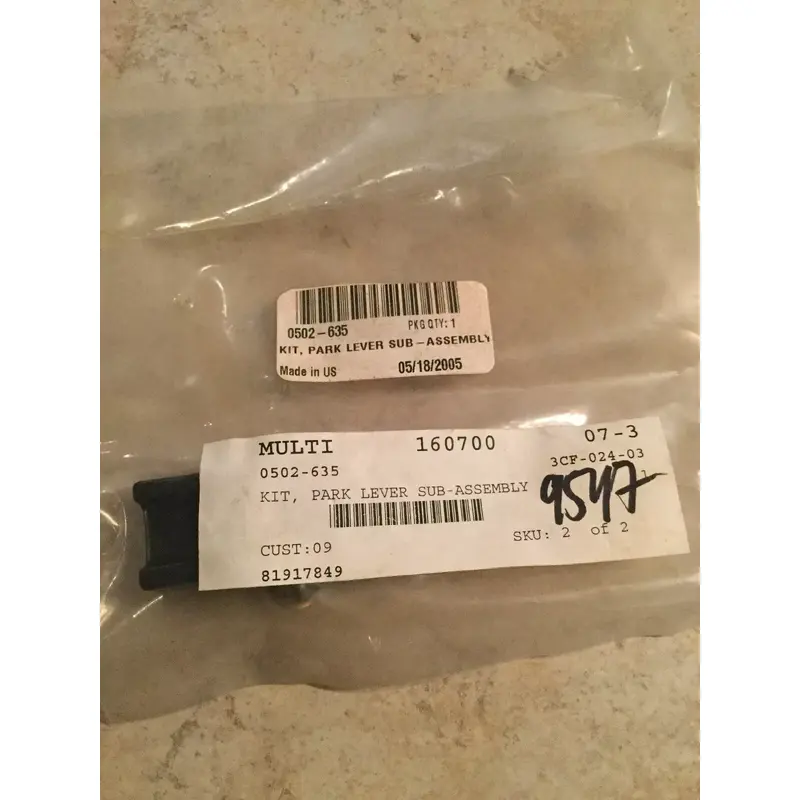 0502-635 PKG QTY: 1
KIT, PARK LEVER SUB-ASSEMBLY
Made in US 05/18/2005
MULTI 160700 07-3
0502-635 3CF-024-03
KIT, PARK LEVER SUB-ASSEMBLY 9547 1
CUST:09 SKU: 2 of 2
81917849